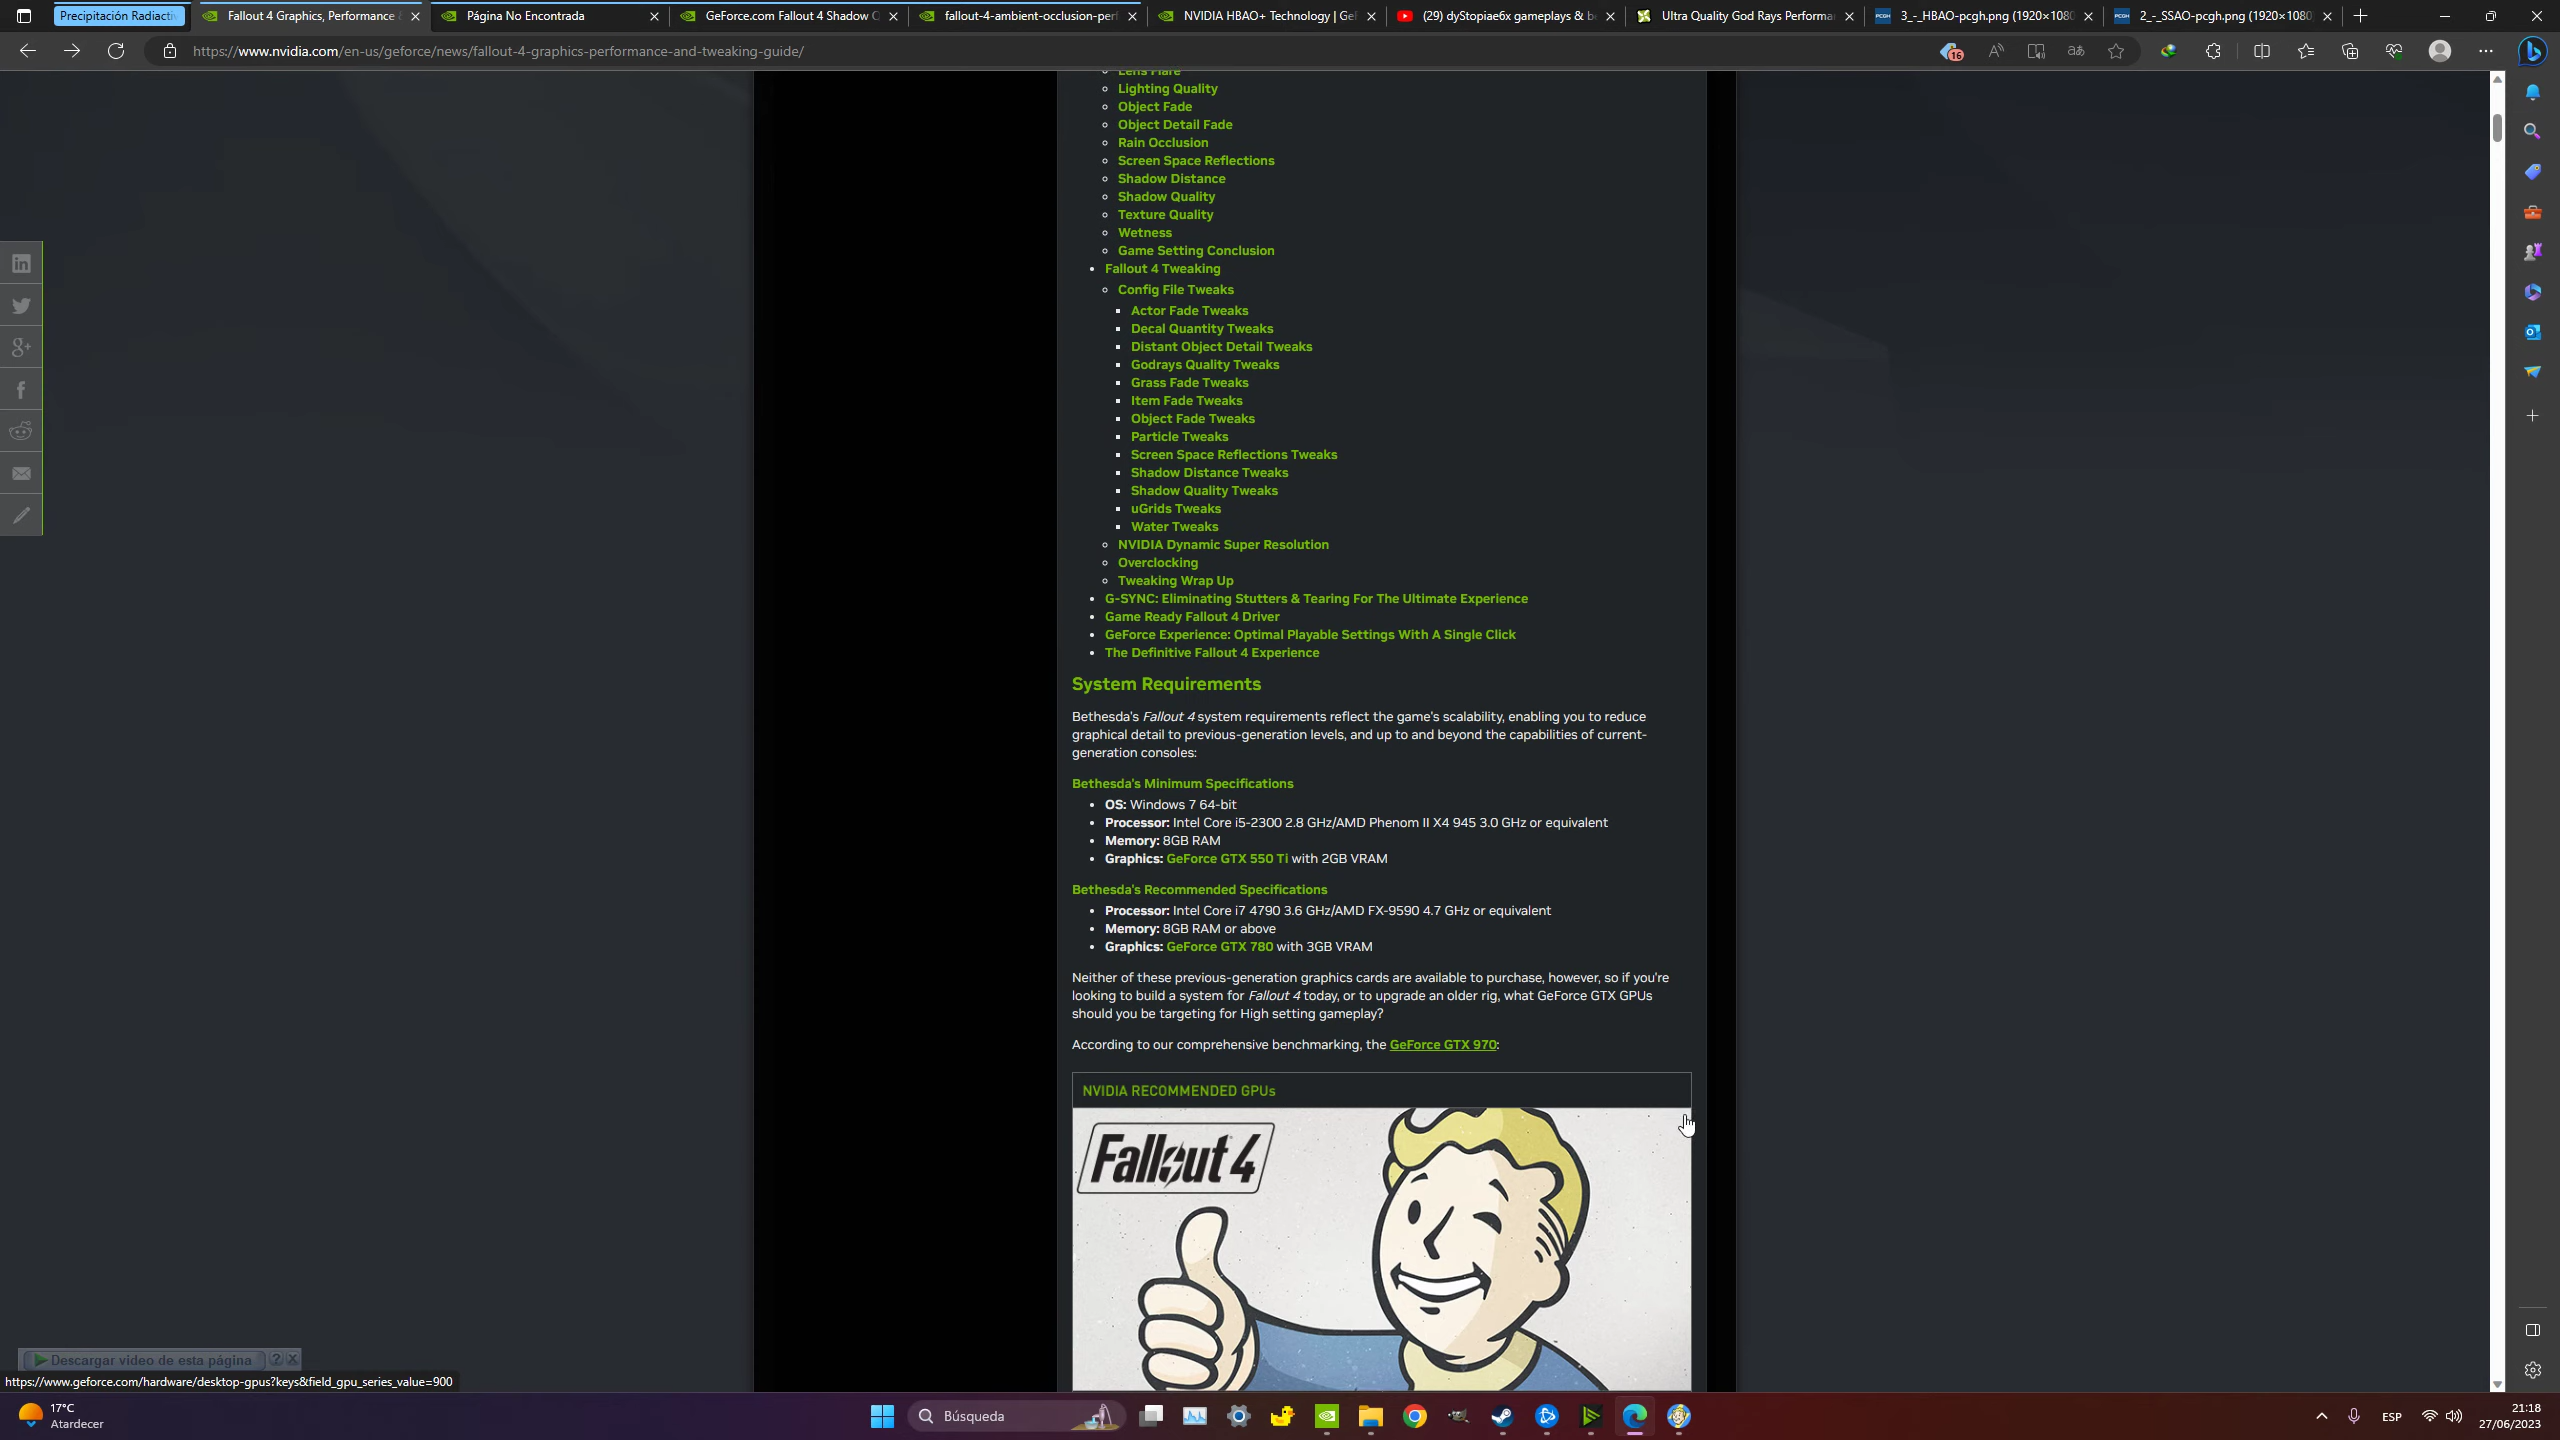 Precipitación Radiacti
Fallout 4 Graphics, Performance
Página No Encontrada
GeForce.com Fallout 4 Shadow Q
fallout-4-ambient-occlusion-perf
NVIDIA HBAO+ Technology | GeF
(29) dyStopiae6x gameplays & b
Ultra Quality God Rays Performa
3_-_HBAO-pcgh.png (1920×1080
2_-_SSAO-pcgh.png (1920×1080
https://www.nvidia.com/en-us/geforce/news/fallout-4-graphics-performance-and-tweaking-guide/
16
Lens Flare
Lighting Quality
Object Fade
Object Detail Fade
Rain Occlusion
Screen Space Reflections
Shadow Distance
Shadow Quality
Texture Quality
Wetness
Game Setting Conclusion
Fallout 4 Tweaking
Config File Tweaks
Actor Fade Tweaks
Decal Quantity Tweaks
Distant Object Detail Tweaks
Godrays Quality Tweaks
Grass Fade Tweaks
Item Fade Tweaks
Object Fade Tweaks
Particle Tweaks
Screen Space Reflections Tweaks
Shadow Distance Tweaks
Shadow Quality Tweaks
uGrids Tweaks
Water Tweaks
NVIDIA Dynamic Super Resolution
Overclocking
Tweaking Wrap Up
G-SYNC: Eliminating Stutters & Tearing For The Ultimate Experience
Game Ready Fallout 4 Driver
GeForce Experience: Optimal Playable Settings With A Single Click
The Definitive Fallout 4 Experience
System Requirements
Bethesda's Fallout 4 system requirements reflect the game's scalability, enabling you to reduce
graphical detail to previous-generation levels, and up to and beyond the capabilities of current-
generation consoles:
Bethesda's Minimum Specifications
OS: Windows 7 64-bit
Processor: Intel Core i5-2300 2.8 GHz/AMD Phenom II X4 945 3.0 GHz or equivalent
Memory: 8GB RAM
Graphics: GeForce GTX 550 Ti with 2GB VRAM
Bethesda's Recommended Specifications
Processor: Intel Core i7 4790 3.6 GHz/AMD FX-9590 4.7 GHz or equivalent
Memory: 8GB RAM or above
Graphics: GeForce GTX 780 with 3GB VRAM
Neither of these previous-generation graphics cards are available to purchase, however, so if you're
looking to build a system for Fallout 4 today, or to upgrade an older rig, what GeForce GTX GPUs
should you be targeting for High setting gameplay?
According to our comprehensive benchmarking, the GeForce GTX 970:
NVIDIA RECOMMENDED GPUs
Fallout 4
Descargar video de esta página
https://www.geforce.com/hardware/desktop-gpus?keys&field_gpu_series_value=900
17°C
Atardecer
Búsqueda
ESP
21:18
27/06/2023